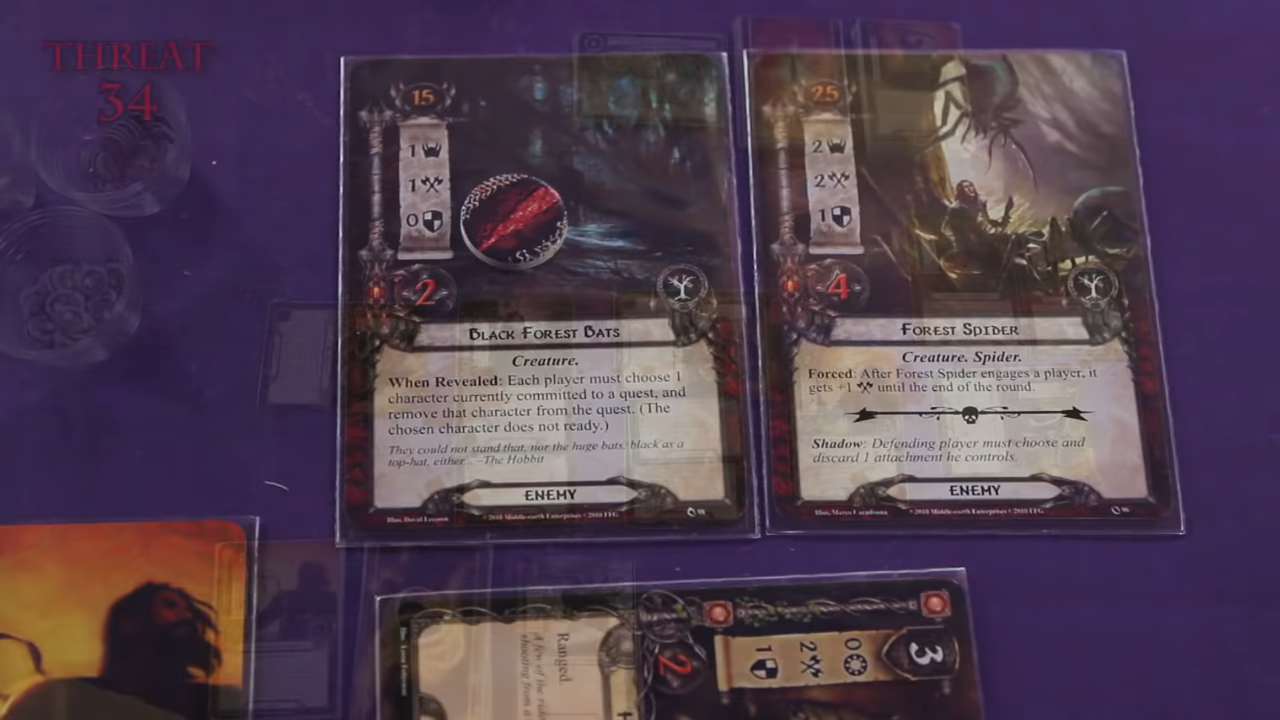 THREAT
34
15
1
1
0
2
BLACK FOREST BATS
Creature.
When Revealed: Each player must choose 1
character currently committed to a quest, and
remove that character from the quest. (The
chosen character does not ready.)
They could not stand that, nor the huge bats, black as a
top-hat, either... –The Hobbit
ENEMY
25
2
2
1
4
FOREST SPIDER
Creature. Spider.
Forced: After Forest Spider engages a player, it
gets +1 until the end of the round.
Shadow: Defending player must choose and
discard 1 attachment he controls.
ENEMY
3
0
2
1
2
Ranged.
A few of the
shooting from a